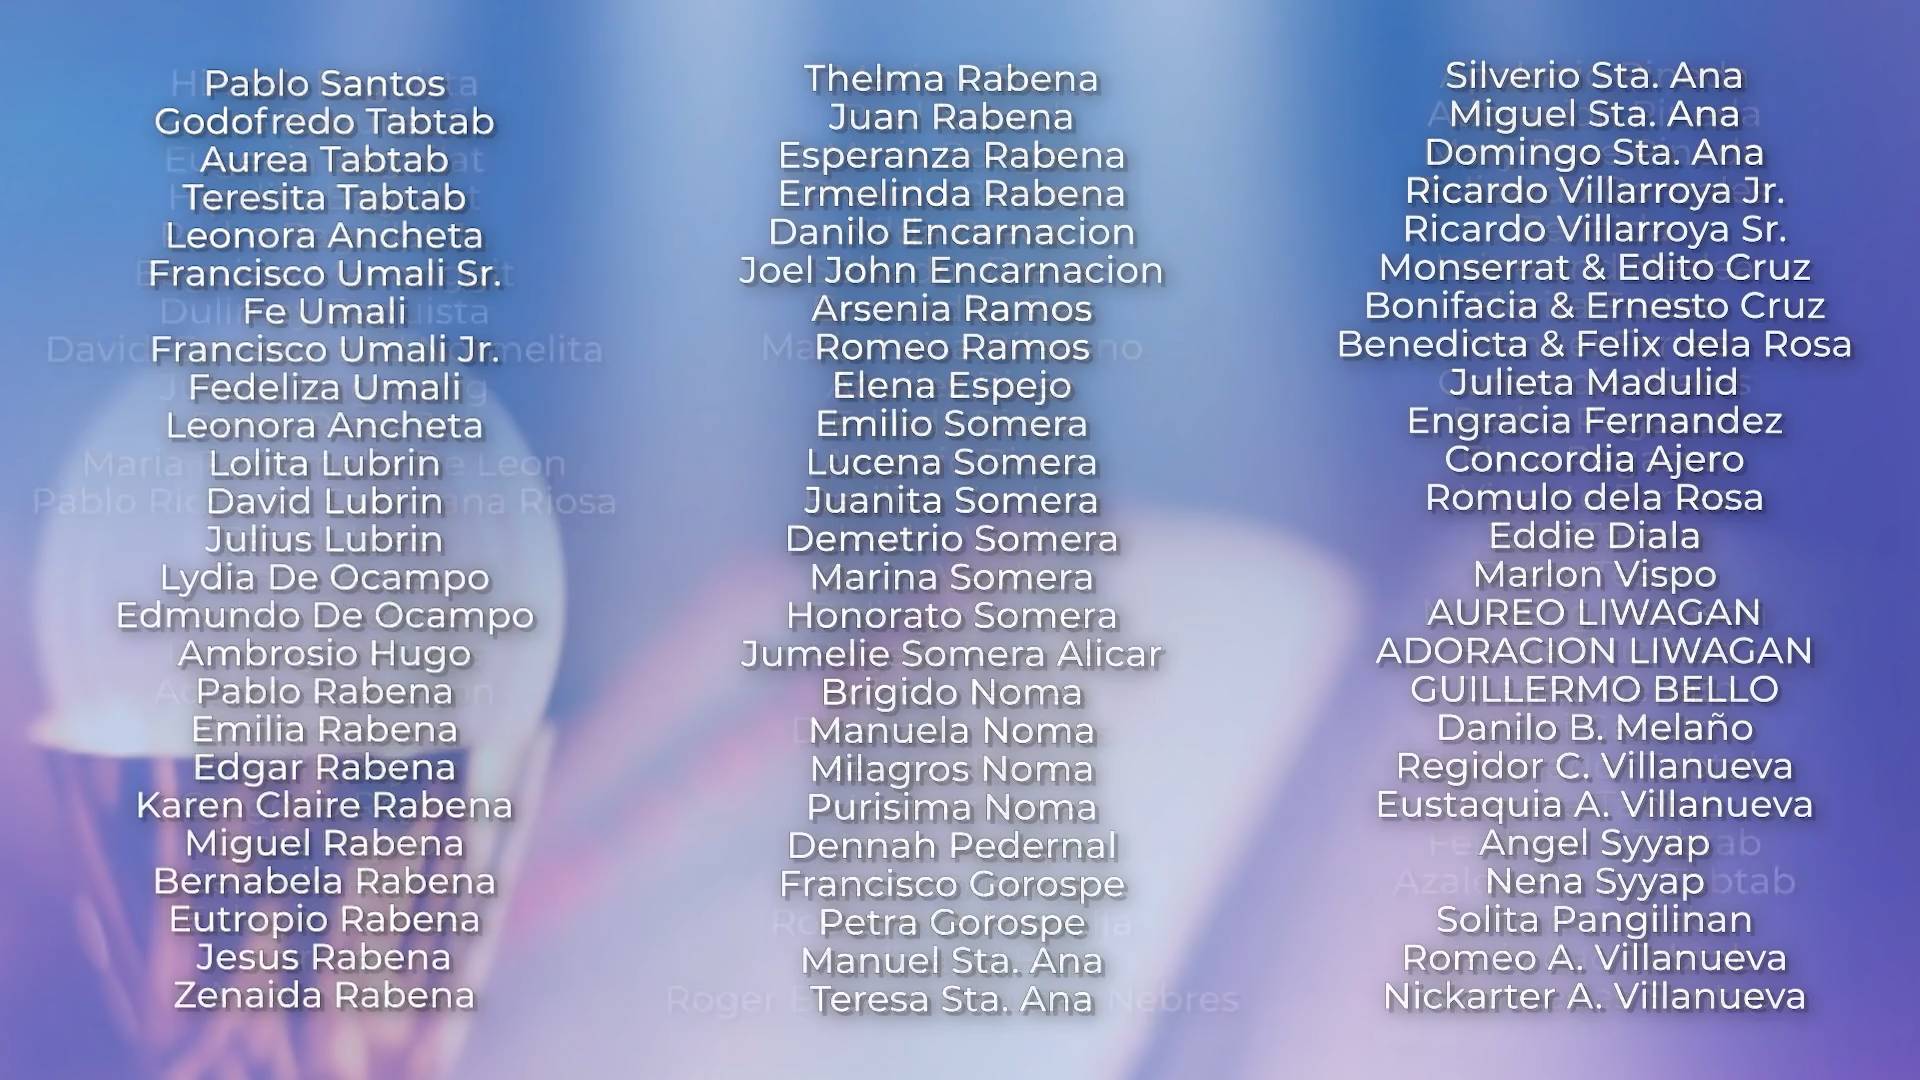 Pablo Santos
Godofredo Tabtab
Aurea Tabtab
Teresita Tabtab
Leonora Ancheta
Francisco Umali Sr.
Fe Umali
Francisco Umali Jr.
Fedeliza Umali
Leonora Ancheta
Lolita Lubrin
David Lubrin
Julius Lubrin
Lydia De Ocampo
Edmundo De Ocampo
Ambrosio Hugo
Pablo Rabena
Emilia Rabena
Edgar Rabena
Karen Claire Rabena
Miguel Rabena
Bernabela Rabena
Eutropio Rabena
Jesus Rabena
Zenaida Rabena
Thelma Rabena
Juan Rabena
Esperanza Rabena
Ermelinda Rabena
Danilo Encarnacion
Joel John Encarnacion
Arsenia Ramos
Romeo Ramos
Elena Espejo
Emilio Somera
Lucena Somera
Juanita Somera
Demetrio Somera
Marina Somera
Honorato Somera
Jumelie Somera Alicar
Brigido Noma
Manuela Noma
Milagros Noma
Purisima Noma
Dennah Pedernal
Francisco Gorospe
Petra Gorospe
Manuel Sta. Ana
Teresa Sta. Ana
Silverio Sta. Ana
Miguel Sta. Ana
Domingo Sta. Ana
Ricardo Villarroya Jr.
Ricardo Villarroya Sr.
Monserrat & Edito Cruz
Bonifacia & Ernesto Cruz
Benedicta & Felix dela Rosa
Julieta Madulid
Engracia Fernandez
Concordia Ajero
Romulo dela Rosa
Eddie Diala
Marlon Vispo
AUREO LIWAGAN
ADORACION LIWAGAN
GUILLERMO BELLO
Danilo B. Melaño
Regidor C. Villanueva
Eustaquia A. Villanueva
Angel Syyap
Nena Syyap
Solita Pangilinan
Romeo A. Villanueva
Nickarter A. Villanueva